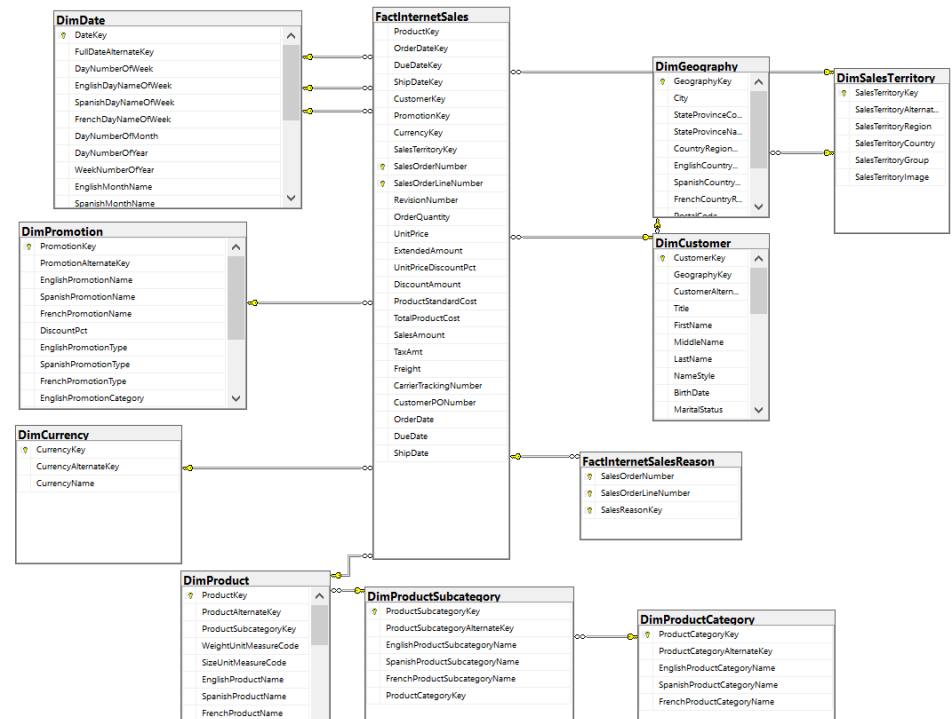 DimDate
DateKey
FullDateAlternateKey
DayNumberOfWeek
EnglishDayNameOfWeek
SpanishDayNameOfWeek
FrenchDayNameOfWeek
DayNumberOfMonth
DayNumberOfYear
WeekNumberOfYear
EnglishMonthName
SpanishMonthName
DimPromotion
PromotionKey
PromotionAlternateKey
EnglishPromotionName
SpanishPromotionName
FrenchPromotionName
DiscountPct
EnglishPromotionType
SpanishPromotionType
FrenchPromotionType
EnglishPromotionCategory
DimCurrency
CurrencyKey
CurrencyAlternateKey
CurrencyName
FactInternetSales
ProductKey
OrderDateKey
DueDateKey
ShipDateKey
CustomerKey
PromotionKey
CurrencyKey
SalesTerritoryKey
SalesOrderNumber
SalesOrderLineNumber
RevisionNumber
OrderQuantity
UnitPrice
ExtendedAmount
UnitPriceDiscountPct
DiscountAmount
ProductStandardCost
TotalProductCost
SalesAmount
TaxAmt
Freight
CarrierTrackingNumber
CustomerPONumber
OrderDate
DueDate
ShipDate
DimGeography
GeographyKey
City
StateProvinceCo...
StateProvinceNa...
CountryRegion...
EnglishCountry...
SpanishCountry...
FrenchCountryR...
PostalCode
DimSalesTerritory
SalesTerritoryKey
SalesTerritoryAlternat...
SalesTerritoryRegion
SalesTerritoryCountry
SalesTerritoryGroup
SalesTerritoryImage
DimCustomer
CustomerKey
GeographyKey
CustomerAltern...
Title
FirstName
MiddleName
LastName
NameStyle
BirthDate
MaritalStatus
FactInternetSalesReason
SalesOrderNumber
SalesOrderLineNumber
SalesReasonKey
DimProduct
ProductKey
ProductAlternateKey
ProductSubcategoryKey
WeightUnitMeasureCode
SizeUnitMeasureCode
EnglishProductName
SpanishProductName
FrenchProductName
DimProductSubcategory
ProductSubcategoryKey
ProductSubcategoryAlternateKey
EnglishProductSubcategoryName
SpanishProductSubcategoryName
FrenchProductSubcategoryName
ProductCategoryKey
DimProductCategory
ProductCategoryKey
ProductCategoryAlternateKey
EnglishProductCategoryName
SpanishProductCategoryName
FrenchProductCategoryName